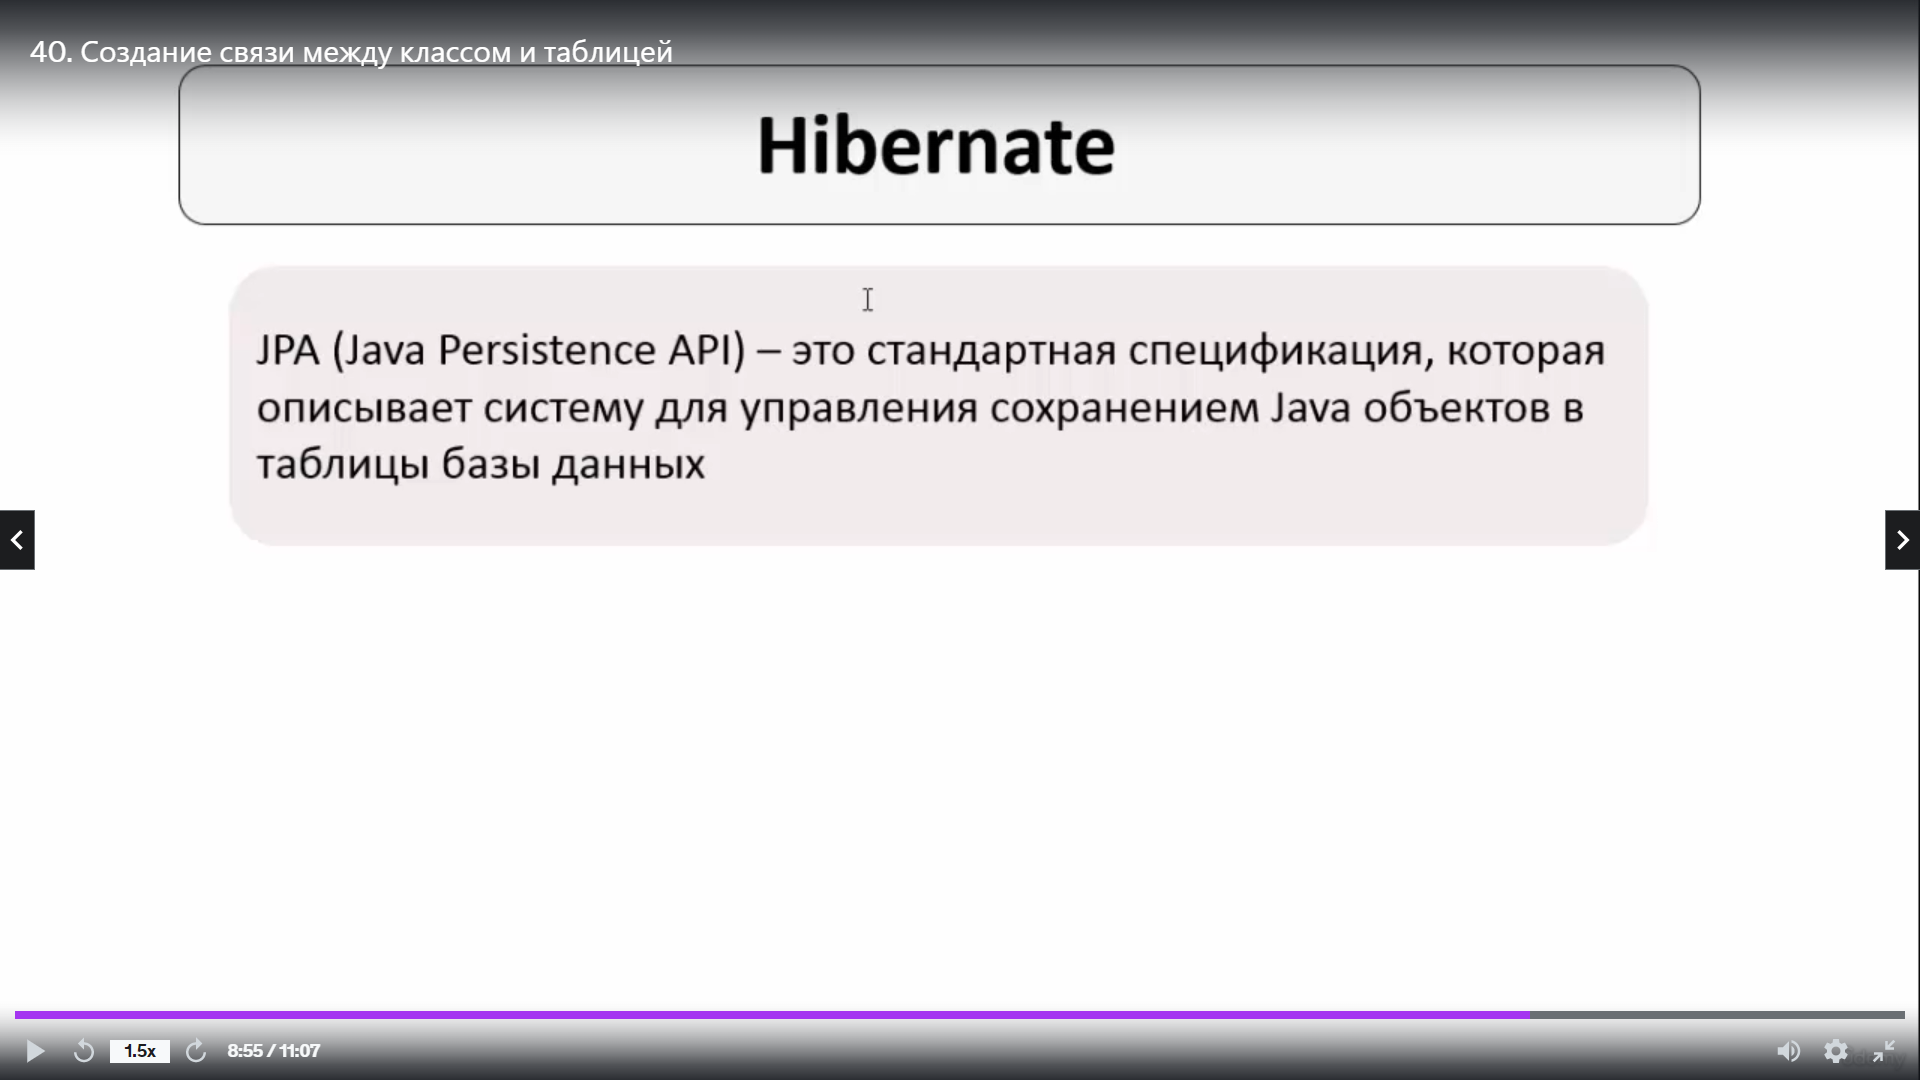 40. Создание связи между классом и таблицей
Hibernate
JPA (Java Persistence API) – это стандартная спецификация, которая
описывает систему для управления сохранением Java объектов в
таблицы базы данных
1.5x
8:55 / 11:07